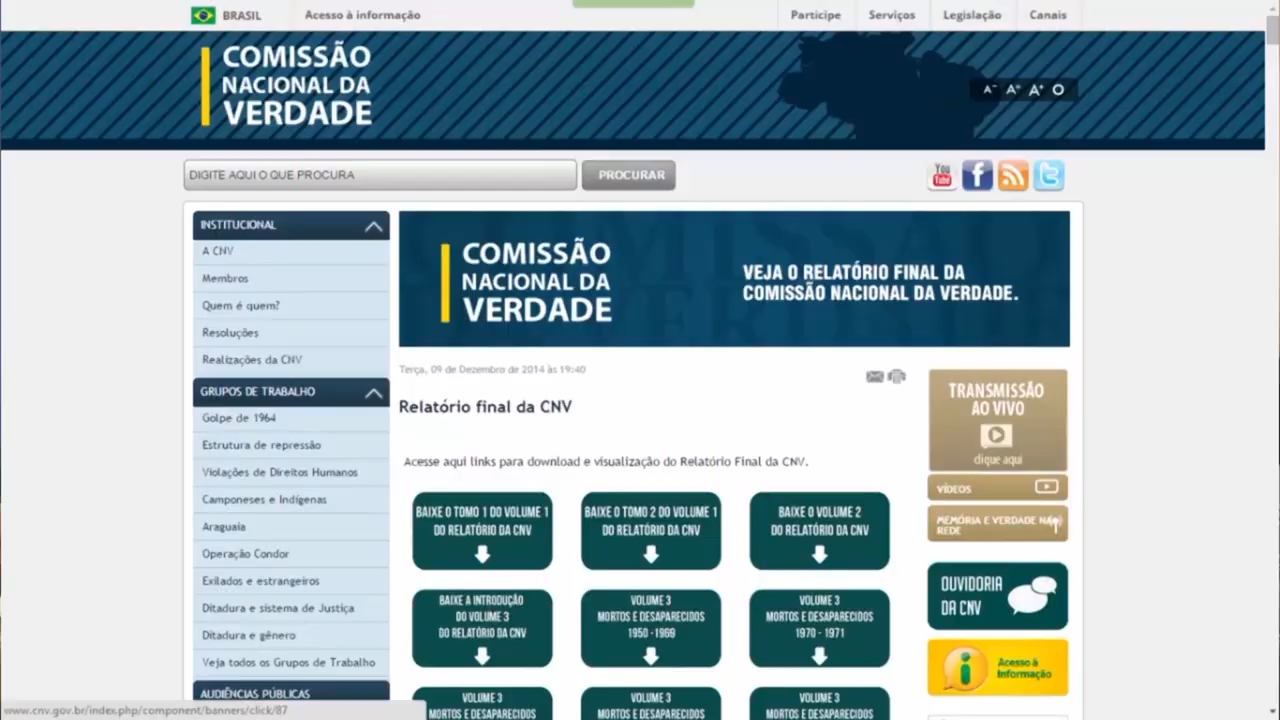 BRASIL
Acesso à informação
Participe
Serviços
Legislação
Canais
COMISSÃO
NACIONAL DA
VERDADE
A- A+ A+
DIGITE AQUI O QUE PROCURA
PROCURAR
You
Tube
INSTITUCIONAL
A CNV
Membros
Quem é quem?
Resoluções
Realizações da CNV
GRUPOS DE TRABALHO
Golpe de 1964
Estrutura de repressão
Violações de Direitos Humanos
Camponeses e Indígenas
Araguaia
Operação Condor
Exilados e estrangeiros
Ditadura e sistema de Justiça
Ditadura e gênero
Veja todos os Grupos de Trabalho
AUDIÊNCIAS PÚBLICAS
COMISSÃO
NACIONAL DA
VERDADE
VEJA O RELATÓRIO FINAL DA
COMISSÃO NACIONAL DA VERDADE.
Terça, 09 de Dezembro de 2014 às 19:40
Relatório final da CNV
Acesse aqui links para download e visualização do Relatório Final da CNV.
BAIXE O TOMO 1 DO VOLUME 1
DO RELATÓRIO DA CNV
BAIXE O TOMO 2 DO VOLUME 1
DO RELATÓRIO DA CNV
BAIXE O VOLUME 2
DO RELATÓRIO DA CNV
BAIXE A INTRODUÇÃO
DO VOLUME 3
DO RELATÓRIO DA CNV
VOLUME 3
MORTOS E DESAPARECIDOS
1950 -1969
VOLUME 3
MORTOS E DESAPARECIDOS
1970 - 1971
VOLUME 3
MORTOS E DESAPARECIDOS
VOLUME 3
MORTOS E DESAPARECIDOS
VOLUME 3
MORTOS E DESAPARECIDOS
TRANSMISSÃO
AO VIVO
clique aqui
VÍDEOS
MEMÓRIA E VERDADE NA
REDE
OUVIDORIA
DA CNV
Acesso à
Informação
www.cnv.gov.br/index.php/component/banners/click/87